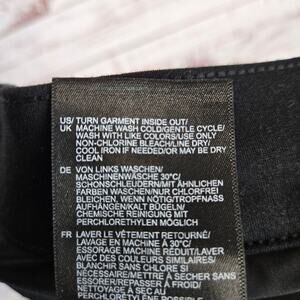 US/ TURN GARMENT INSIDE OUT/
UK MACHINE WASH COLD/GENTLE CYCLE/
WASH WITH LIKE COLORS/USE ONLY
NON-CHLORINE BLEACH/LINE DRY/
COOL IRON IF NEEDED/OR MAY BE DRY
CLEAN
DE VON LINKS WASCHEN/
MASCHINENWÄSCHE 30°C/
SCHONSCHLEUDERN/MIT ÄHNLICHEN
FARBEN WASCHEN/NUR CHLORFREI
BLEICHEN, WENN NÖTIG/TROPFNASS
AUFHÄNGEN/KALT BÜGELN/
CHEMISCHE REINIGUNG MIT
PERCHLORETHYLEN MÖGLICH
FR LAVER LE VÊTEMENT RETOURNÉ/
LAVAGE EN MACHINE À 30°C/
ESSORAGE MACHINE RÉDUIT/LAVER
AVEC DES COULEURS SIMILAIRES/
BLANCHIR SANS CHLORE SI
NÉCESSAIRE/METTRE A SECHER SANS
ESSORER/REPASSER A FROID/
NETTOYAGE A SEC AU
PERCHLORETYLÈNE POSSIBLE